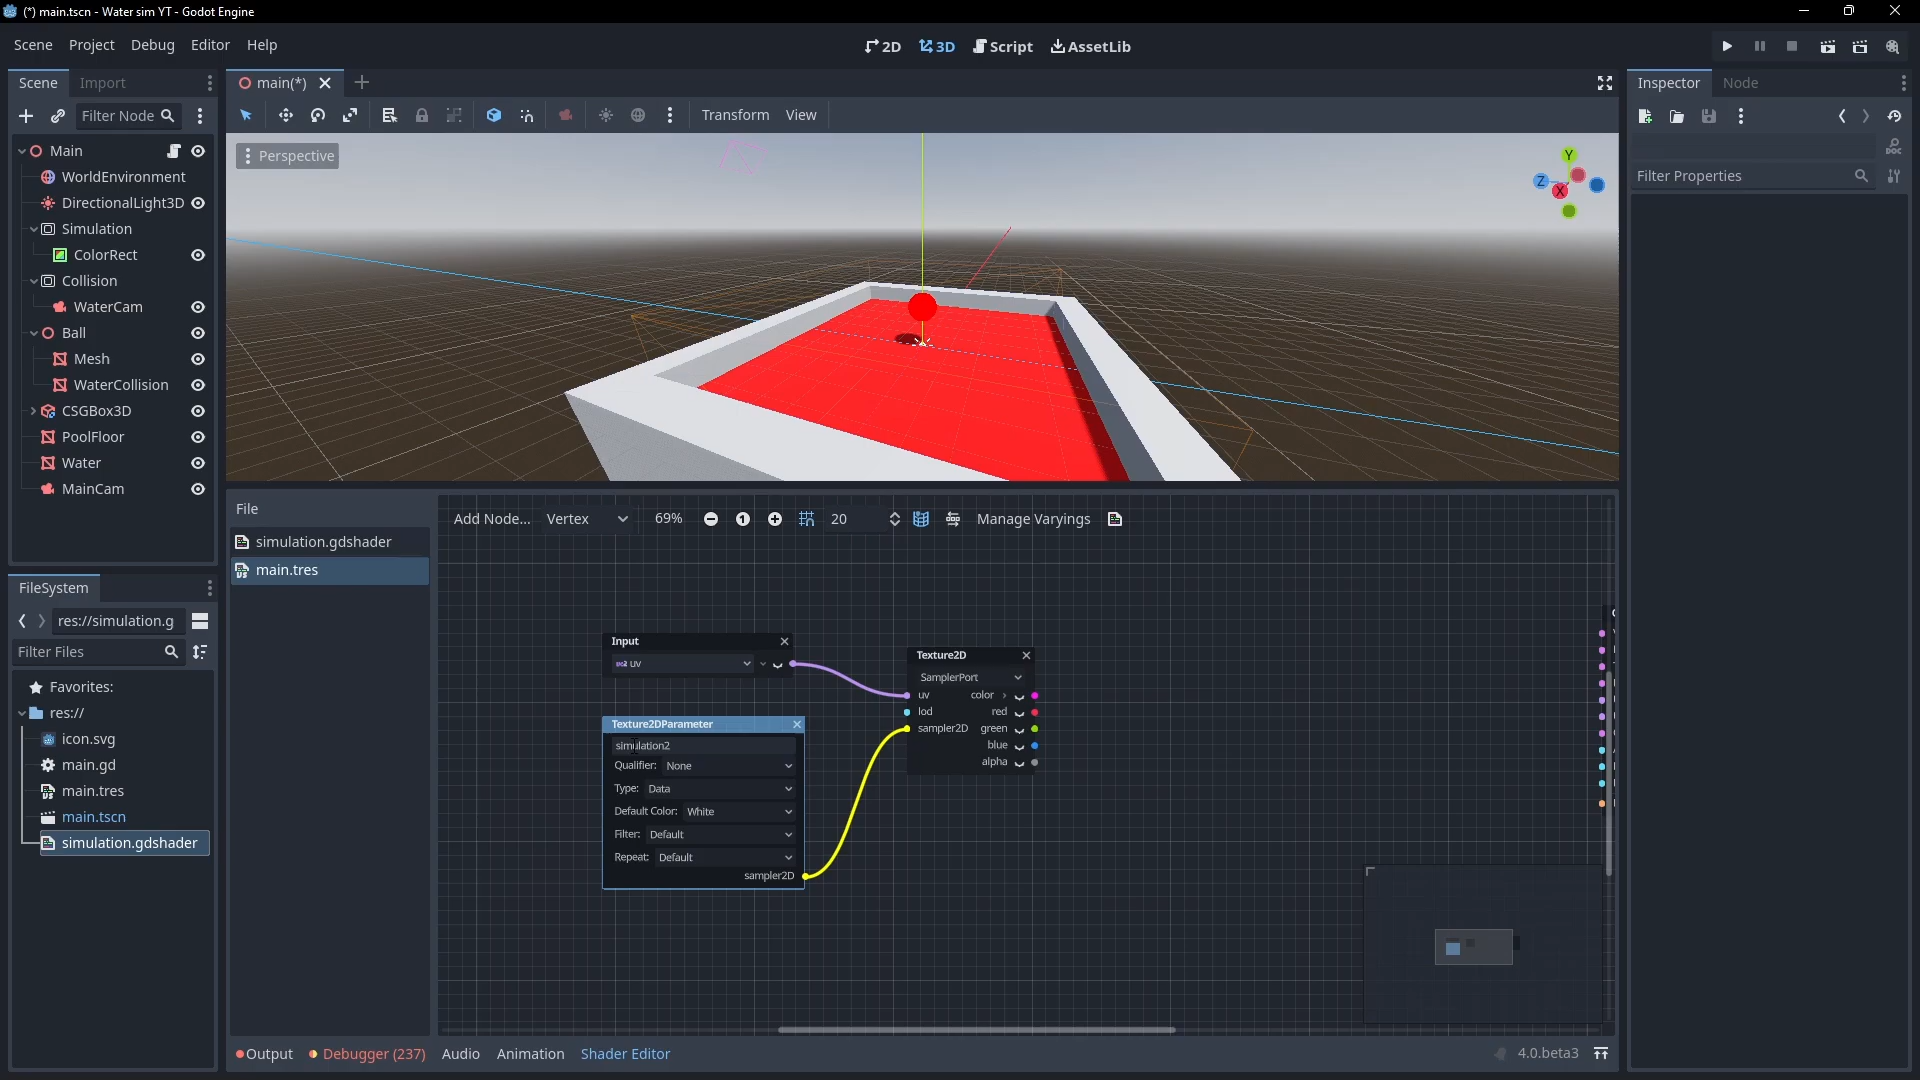 (*) main.tscn - Water sim YT - Godot Engine
Scene Project Debug Editor Help
2D 3D Script AssetLib
Scene Import
main(*)
Inspector Node
Filter Node
Transform View
Perspective
Y
Z
X
DOC
Filter Properties
Main
WorldEnvironment
DirectionalLight3D
Simulation
ColorRect
Collision
WaterCam
Ball
Mesh
WaterCollision
CSGBox3D
PoolFloor
Water
MainCam
FileSystem
res://simulation.g
Filter Files
Favorites:
res://
icon.svg
main.gd
main.tres
main.tscn
simulation.gdshader
File
simulation.gdshader
main.tres
Add Node... Vertex 69% 1 20 Manage Varyings
Input
uv
Texture2DParameter
simulation2
Qualifier: None
Type: Data
Default Color: White
Filter: Default
Repeat: Default
sampler2D
Texture2D
SamplerPort
uv color
lod red
sampler2D green
blue
alpha
Output Debugger (237) Audio Animation Shader Editor
4.0.beta3